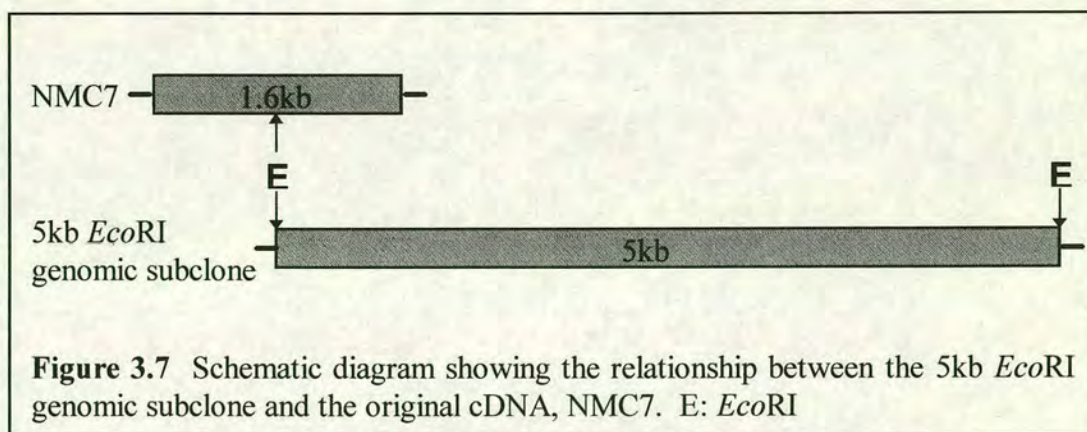 NMC7
1.6kb
E
E
5kb EcoRI
genomic subclone
5kb
Figure 3.7 Schematic diagram showing the relationship between the 5kb EcoRI
genomic subclone and the original cDNA, NMC7. E: EcoRI